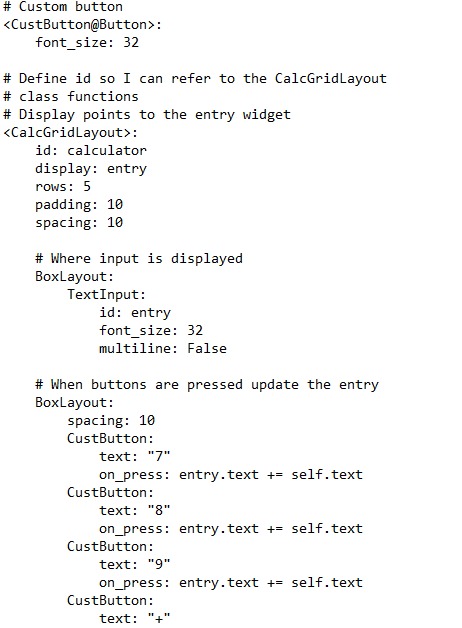 # Custom button
<CustButton@Button>:
    font_size: 32

# Define id so I can refer to the CalcGridLayout
# class functions
# Display points to the entry widget
<CalcGridLayout>:
    id: calculator
    display: entry
    rows: 5
    padding: 10
    spacing: 10

    # Where input is displayed
    BoxLayout:
        TextInput:
            id: entry
            font_size: 32
            multiline: False

    # When buttons are pressed update the entry
    BoxLayout:
        spacing: 10
        CustButton:
            text: "7"
            on_press: entry.text += self.text
        CustButton:
            text: "8"
            on_press: entry.text += self.text
        CustButton:
            text: "9"
            on_press: entry.text += self.text
        CustButton:
            text: "+"